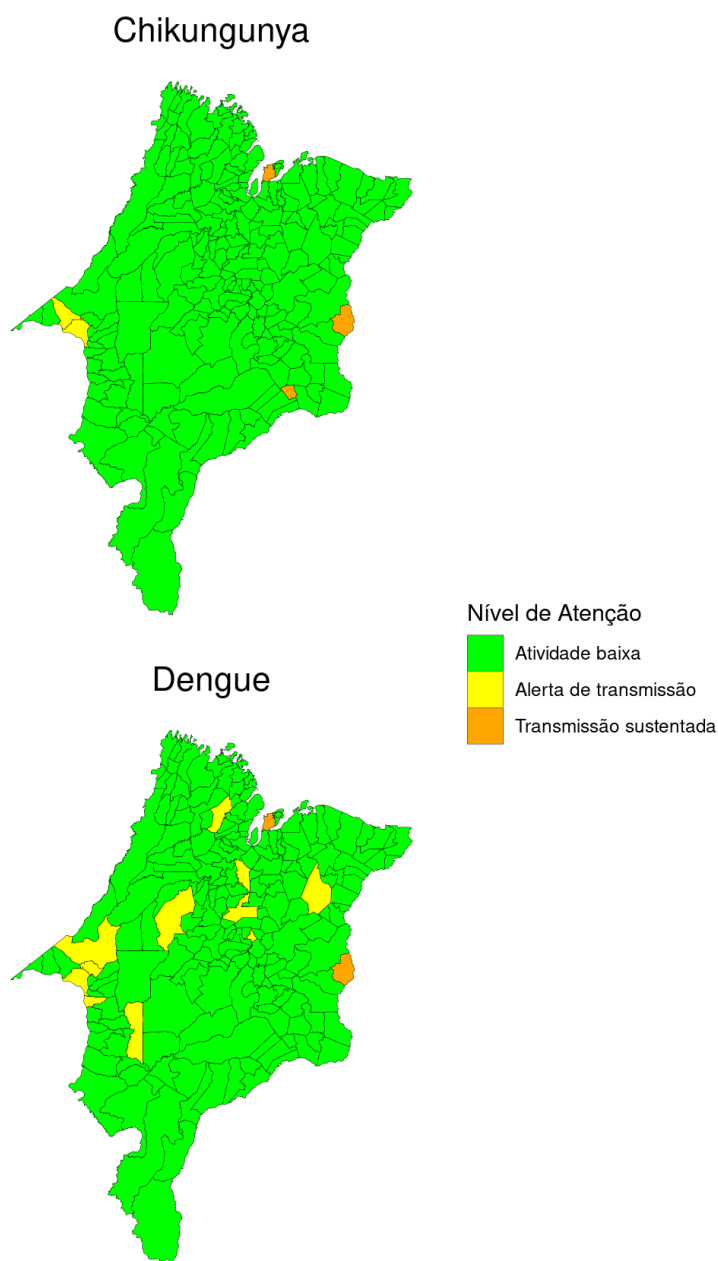 Chikungunya
Nível de Atenção
Atividade baixa
Alerta de transmissão
Transmissão sustentada
Dengue